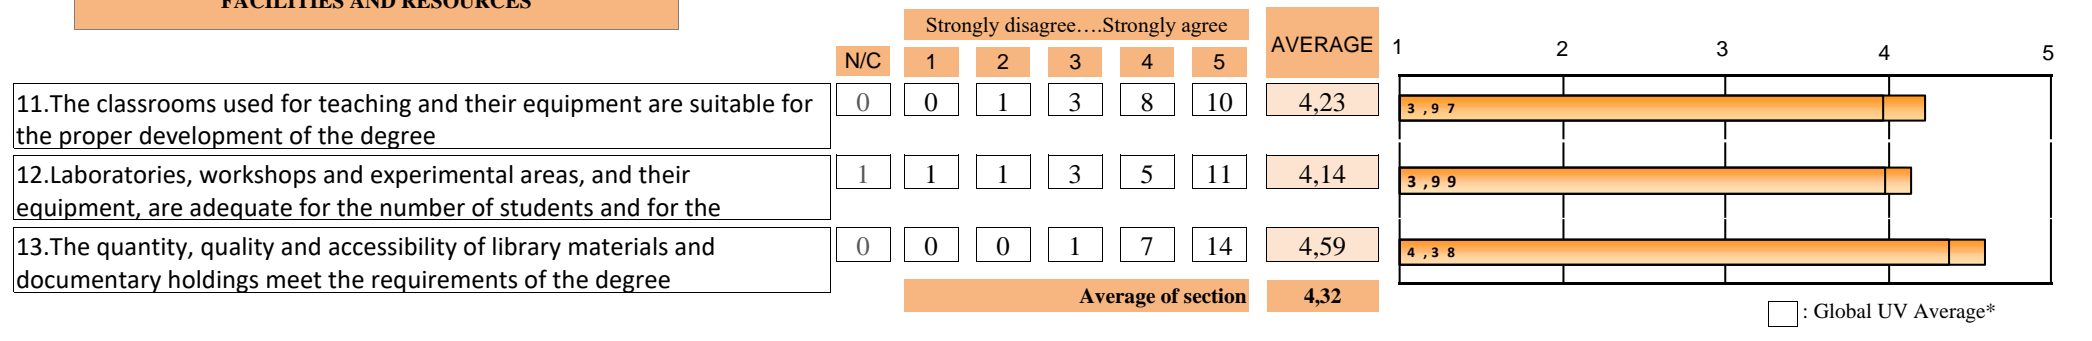 FACILITIES AND RESOURCES
Strongly disagree….Strongly agree
AVERAGE
N/C 1 2 3 4 5
1 2 3 4 5
11.The classrooms used for teaching and their equipment are suitable for
the proper development of the degree
0 0 1 3 8 10 4,23
3,97
12.Laboratories, workshops and experimental areas, and their
equipment, are adequate for the number of students and for the
1 1 1 3 5 11 4,14
3,99
13.The quantity, quality and accessibility of library materials and
documentary holdings meet the requirements of the degree
0 0 0 1 7 14 4,59
4,38
Average of section 4,32
: Global UV Average*